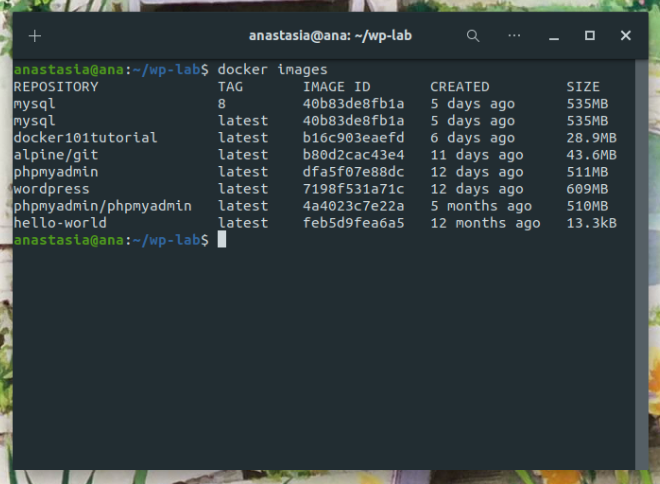 anastasia@ana: ~/wp-lab
anastasia@ana:~/wp-lab$ docker images
REPOSITORY TAG IMAGE ID CREATED SIZE
mysql 8 40b83de8fb1a 5 days ago 535MB
mysql latest 40b83de8fb1a 5 days ago 535MB
docker101tutorial latest b16c903eaefd 6 days ago 28.9MB
alpine/git latest b80d2cac43e4 11 days ago 43.6MB
phpmyadmin latest dfa5f07e88dc 12 days ago 511MB
wordpress latest 7198f531a71c 12 days ago 609MB
phpmyadmin/phpmyadmin latest 4a4023c7e22a 5 months ago 510MB
hello-world latest feb5d9fea6a5 12 months ago 13.3kB
anastasia@ana:~/wp-lab$